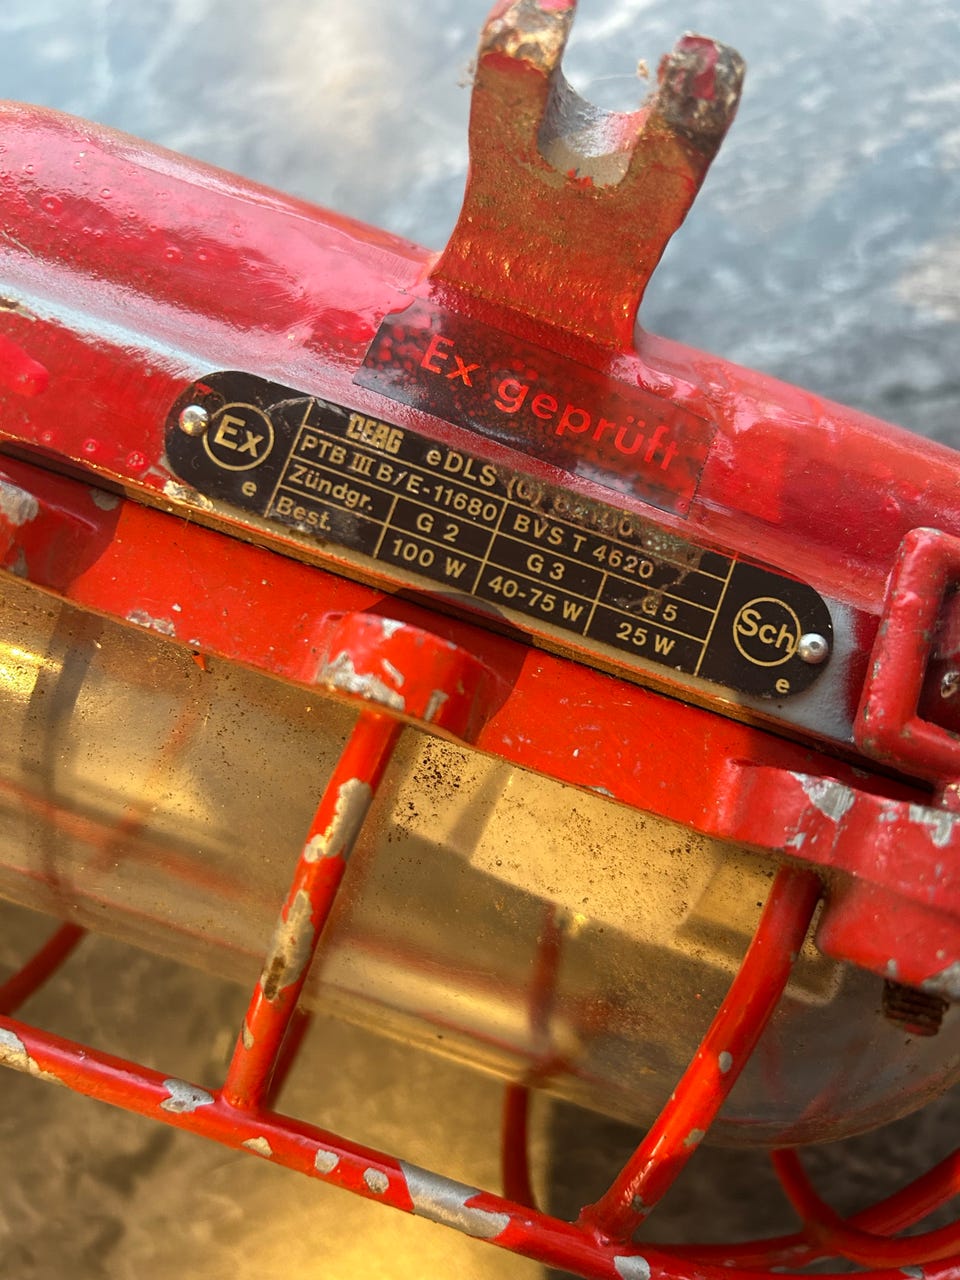 Ex geprüft
Ex
e
eDLS
PTB III B/E-11680 BVS T 4620
Zündgr. G 2 G 3 G 5
Best. 100 W 40-75 W 25 W
Sch
e